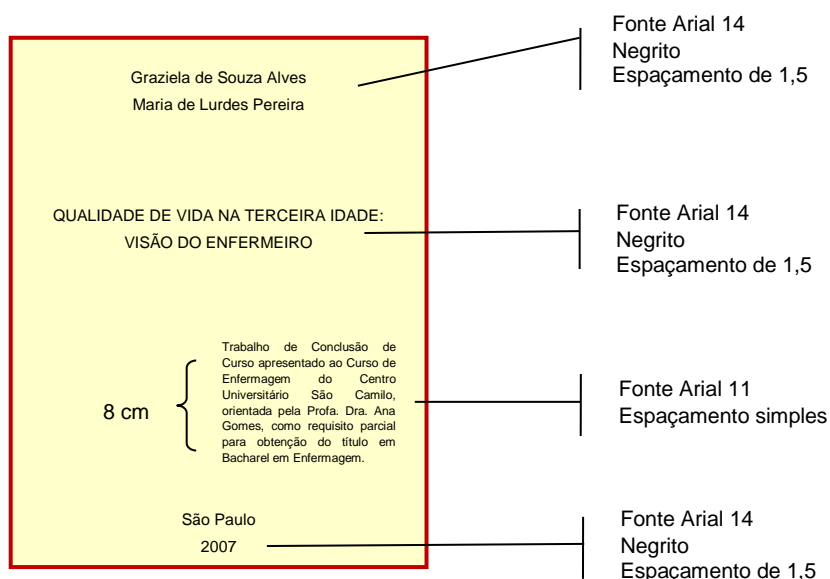 Graziela de Souza Alves
Maria de Lurdes Pereira
Fonte Arial 14
Negrito
Espaçamento de 1,5
QUALIDADE DE VIDA NA TERCEIRA IDADE:
VISÃO DO ENFERMEIRO
Fonte Arial 14
Negrito
Espaçamento de 1,5
8 cm
Trabalho de Conclusão de
Curso apresentado ao Curso de
Enfermagem do Centro
Universitário São Camilo,
orientada pela Profa. Dra. Ana
Gomes, como requisito parcial
para obtenção do título em
Bacharel em Enfermagem.
Fonte Arial 11
Espaçamento simples
São Paulo
2007
Fonte Arial 14
Negrito
Espaçamento de 1,5